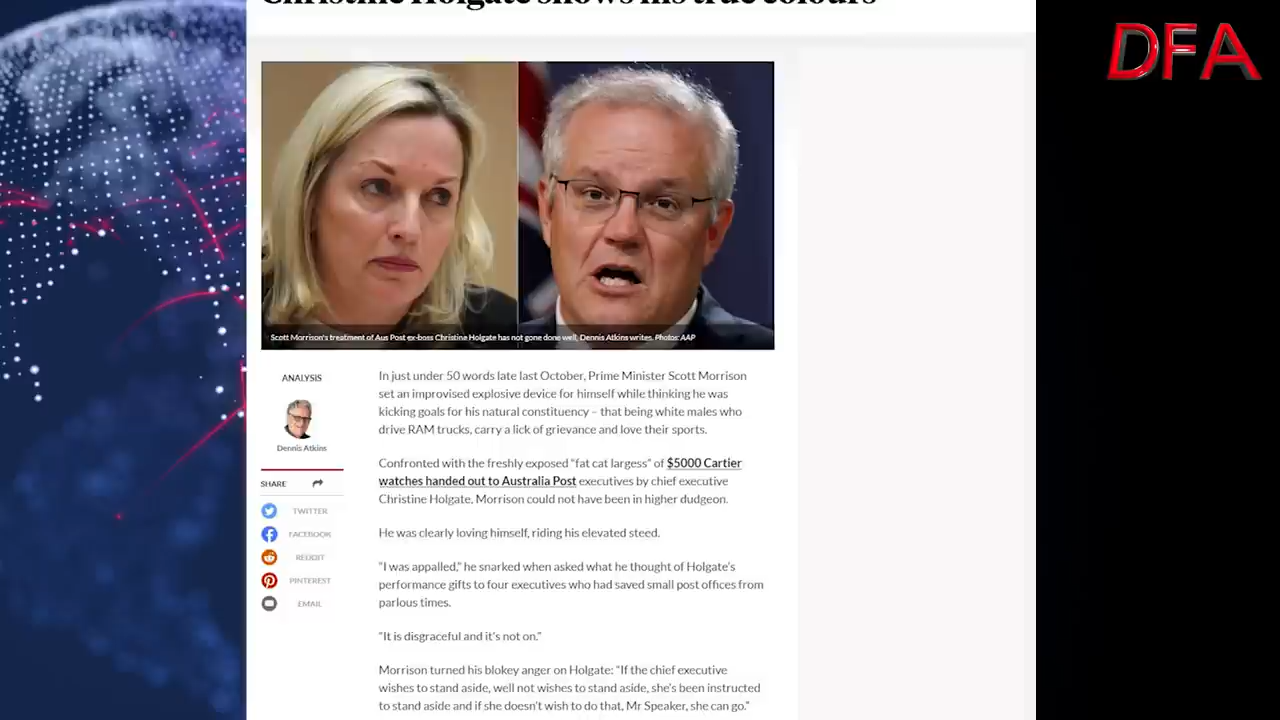 Christine Holgate shows his true colours
DFA
Scott Morrison's treatment of Aus Post ex-boss Christine Holgate has not gone done well, Dennis Atkins writes. Photos: AAP
ANALYSIS
Dennis Atkins
SHARE
TWITTER
FACEBOOK
REDDIT
PINTEREST
EMAIL
In just under 50 words late last October, Prime Minister Scott Morrison
set an improvised explosive device for himself while thinking he was
kicking goals for his natural constituency – that being white males who
drive RAM trucks, carry a lick of grievance and love their sports.
Confronted with the freshly exposed "fat cat largess" of $5000 Cartier
watches handed out to Australia Post executives by chief executive
Christine Holgate, Morrison could not have been in higher dudgeon.
He was clearly loving himself, riding his elevated steed.
"I was appalled," he snarked when asked what he thought of Holgate's
performance gifts to four executives who had saved small post offices from
parlous times.
"It is disgraceful and it's not on."
Morrison turned his blokey anger on Holgate: "If the chief executive
wishes to stand aside, well not wishes to stand aside, she's been instructed
to stand aside and if she doesn't wish to do that, Mr Speaker, she can go."